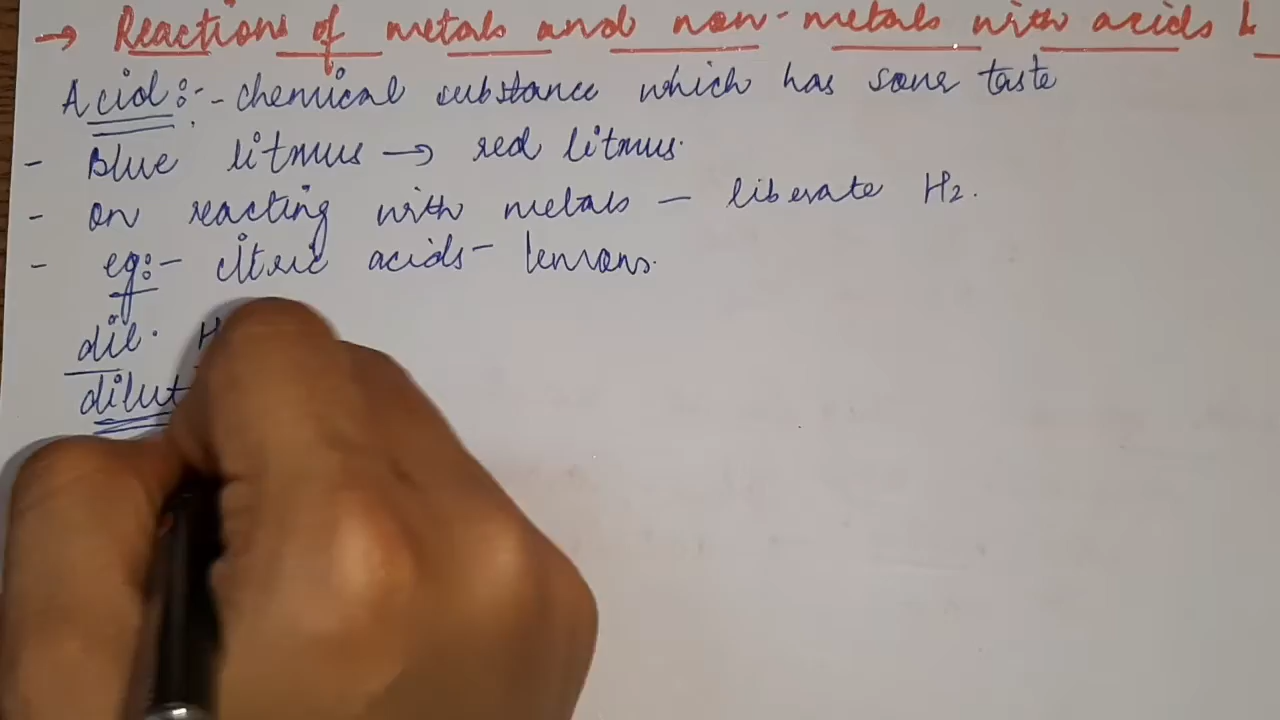 → Reactions of metals and non-metals with acids &
Acid :- - chemical substance which has sour taste
- Blue litmus → red litmus.
- on reacting with metals - liberate H2.
- eg:- citric acids - lemons.
dil. H
dilut